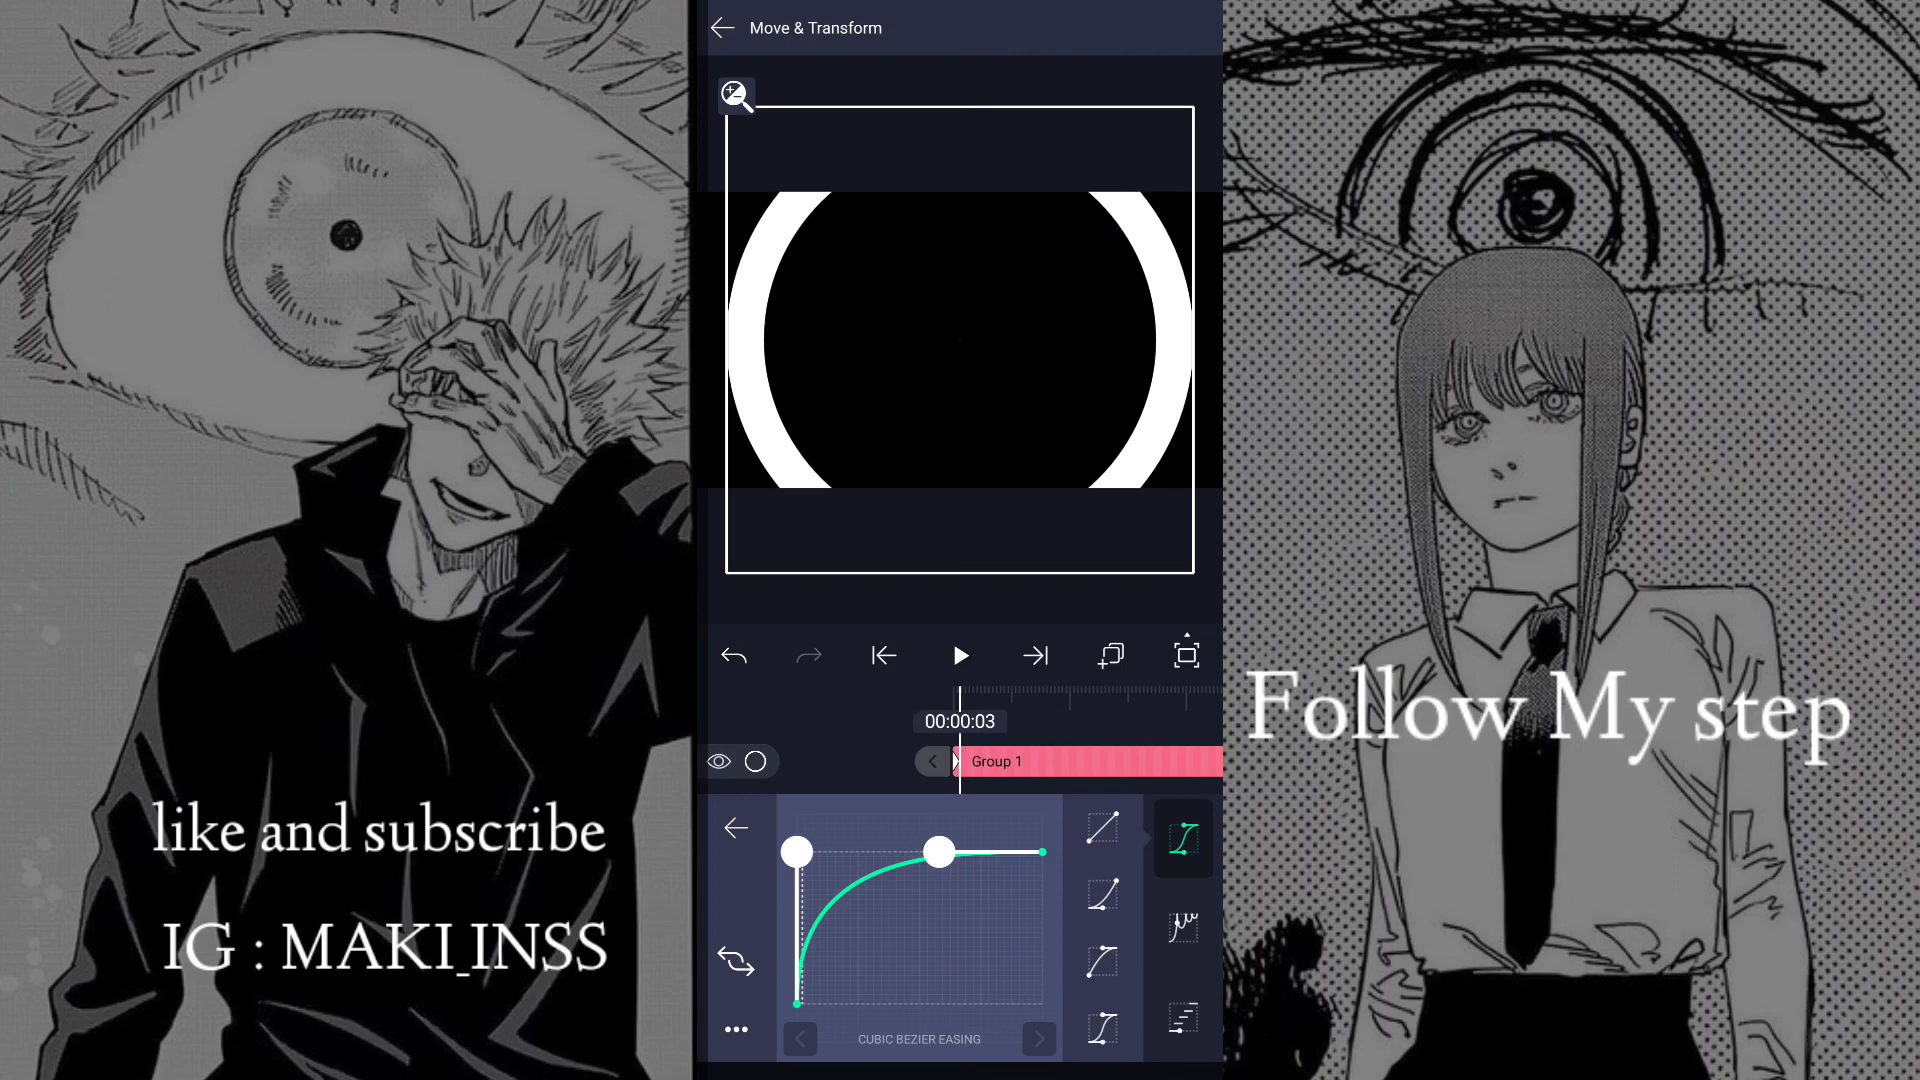 Move & Transform
00:00:03
Group 1
CUBIC BEZIER EASING
like and subscribe
IG : MAKI_INSS
Follow My step